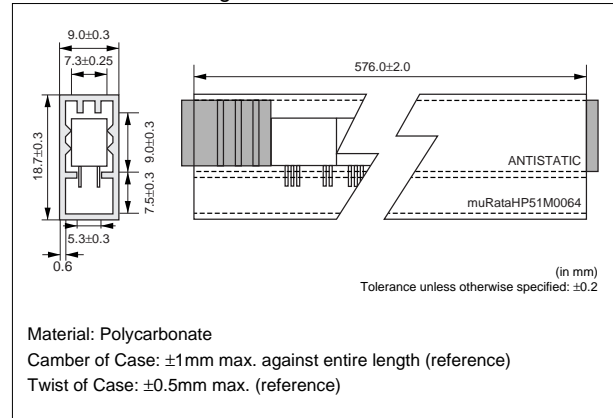 9.0±0.3
7.3±0.25
576.0±2.0
18.7±0.3
9.0±0.3
7.5±0.3
ANTISTATIC
muRataHP51M0064
5.3±0.3
0.6
(in mm)
Tolerance unless otherwise specified: ±0.2
Material: Polycarbonate
Camber of Case: ±1mm max. against entire length (reference)
Twist of Case: ±0.5mm max. (reference)